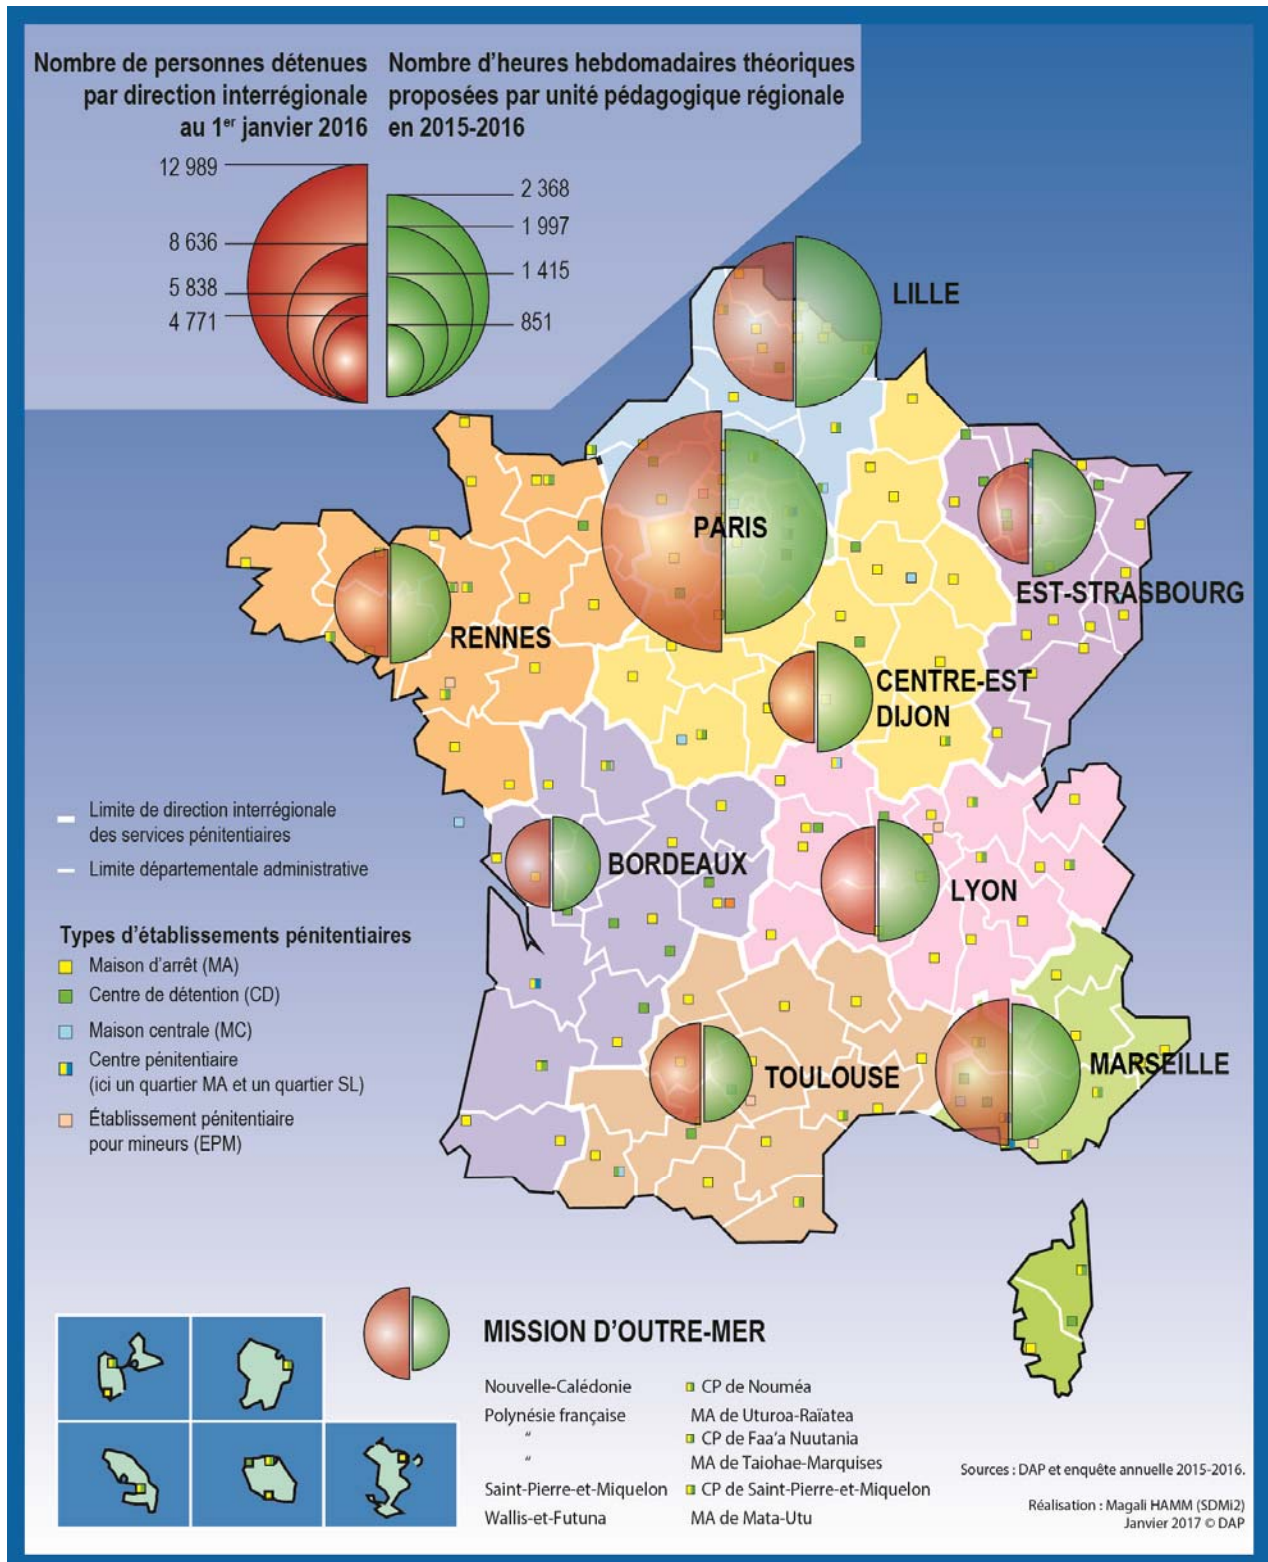 Nombre de personnes détenues
par direction interrégionale
au 1er janvier 2016
12 989
8 636
5 838
4 771
Nombre d'heures hebdomadaires théoriques
proposées par unité pédagogique régionale
en 2015-2016
2 368
1 997
1 415
851
LILLE
PARIS
EST-STRASBOURG
RENNES
CENTRE-EST
DIJON
BORDEAUX
LYON
TOULOUSE
MARSEILLE
Limite de direction interrégionale
des services pénitentiaires
Limite départementale administrative
Types d'établissements pénitentiaires
Maison d'arrêt (MA)
Centre de détention (CD)
Maison centrale (MC)
Centre pénitentiaire
(ici un quartier MA et un quartier SL)
Établissement pénitentiaire
pour mineurs (EPM)
MISSION D'OUTRE-MER
Nouvelle-Calédonie CP de Nouméa
Polynésie française MA de Uturoa-Raïatea
" CP de Faa'a Nuutania
" MA de Taiohae-Marquises
Saint-Pierre-et-Miquelon CP de Saint-Pierre-et-Miquelon
Wallis-et-Futuna MA de Mata-Utu
Sources : DAP et enquête annuelle 2015-2016.
Réalisation : Magali HAMM (SDMi2)
Janvier 2017 © DAP